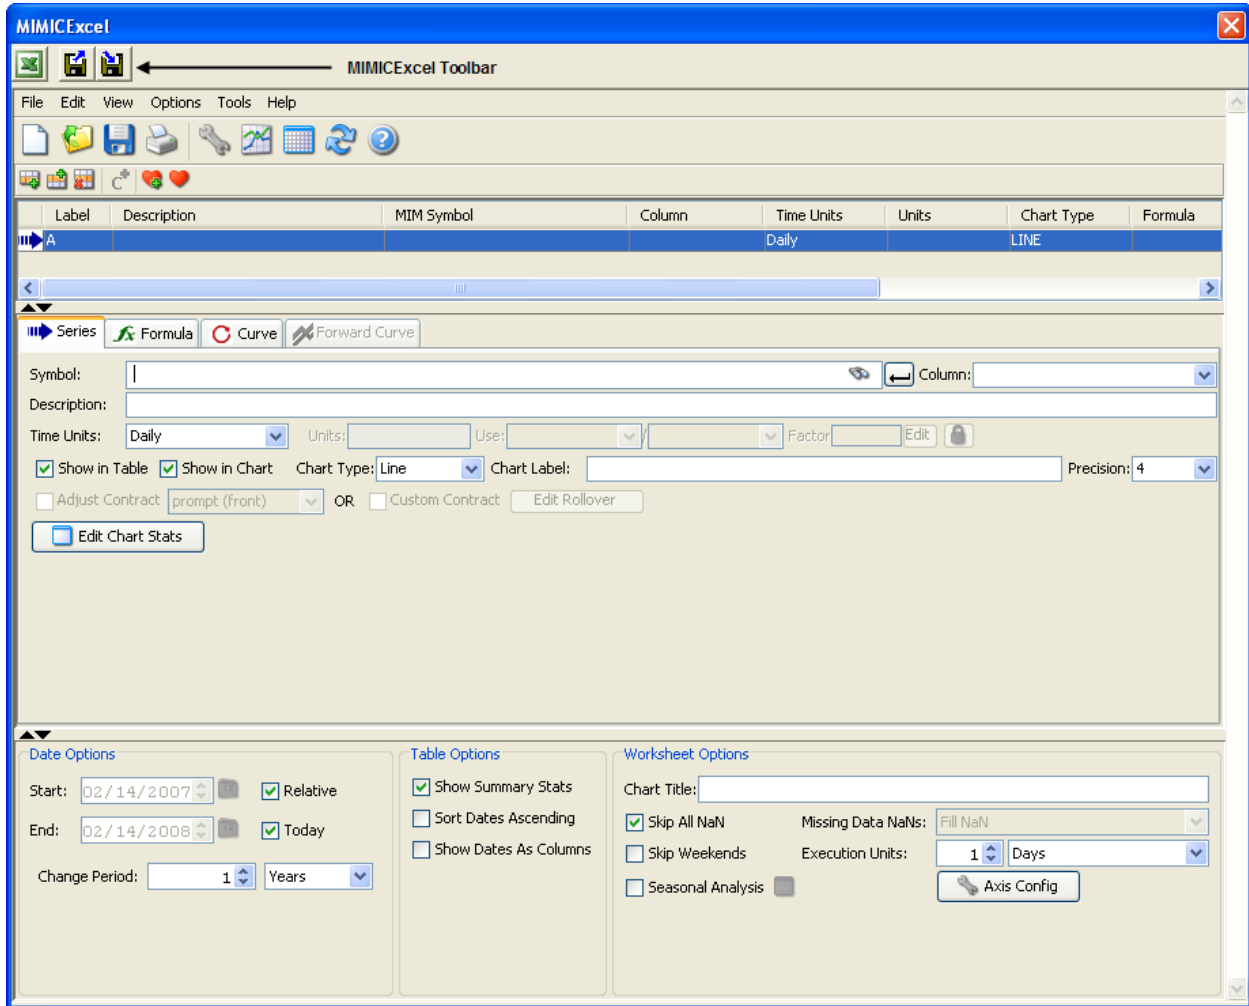 MIMICExcel
MIMICExcel Toolbar
File Edit View Options Tools Help
Label Description MIM Symbol Column Time Units Units Chart Type Formula
A Daily LINE
Series Formula Curve Forward Curve
Symbol: Column:
Description:
Time Units: Daily Units: Use: / Factor Edit
Show in Table Show in Chart Chart Type: Line Chart Label: Precision: 4
Adjust Contract prompt (front) OR Custom Contract Edit Rollover
Edit Chart Stats
Date Options Table Options Worksheet Options
Start: 02/14/2007 Relative Show Summary Stats Chart Title:
End: 02/14/2008 Today Sort Dates Ascending Skip All NaN Missing Data NaNs: Fill NaN
Change Period: 1 Years Show Dates As Columns Skip Weekends Execution Units: 1 Days
Seasonal Analysis Axis Config